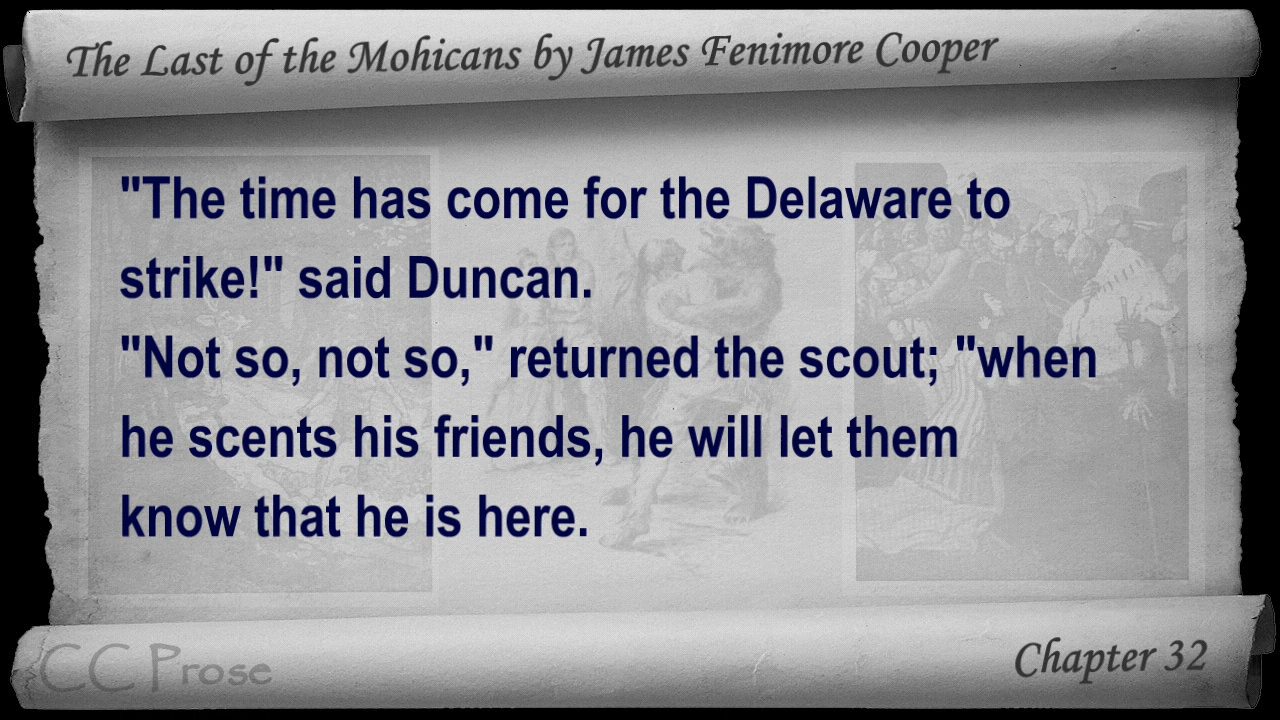 The Last of the Mohicans by James Fenimore Cooper
"The time has come for the Delaware to
strike!" said Duncan.
"Not so, not so," returned the scout; "when
he scents his friends, he will let them
know that he is here.
CC Prose
Chapter 32